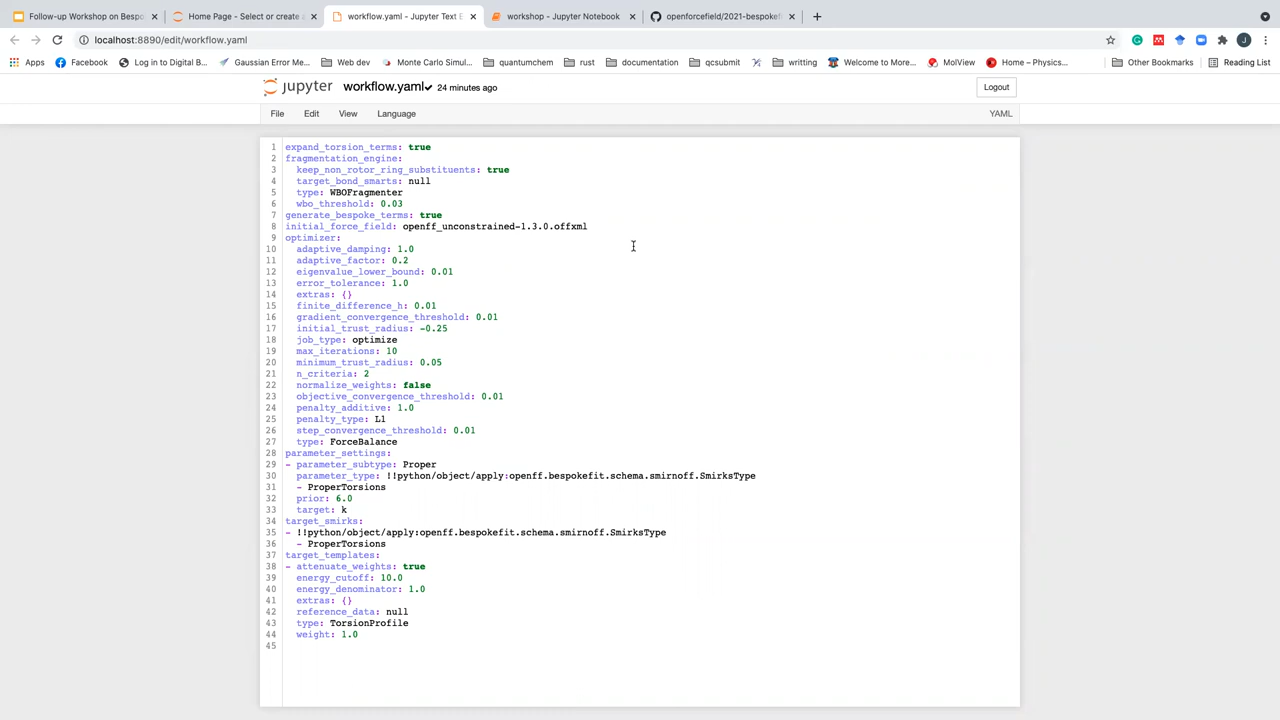 Follow-up Workshop on Bespo
Home Page - Select or create a
workflow.yaml - Jupyter Text E
workshop - Jupyter Notebook
openforcefield/2021-bespokefi
localhost:8890/edit/workflow.yaml
Apps
Facebook
Log in to Digital B...
Gaussian Error Me...
Web dev
Monte Carlo Simul...
quantumchem
rust
documentation
qcsubmit
writting
Welcome to More...
MolView
Home – Physics...
Other Bookmarks
Reading List
jupyter workflow.yaml✔ 24 minutes ago
Logout
File Edit View Language
YAML
1 expand_torsion_terms: true
2 fragmentation_engine:
3   keep_non_rotor_ring_substituents: true
4   target_bond_smarts: null
5   type: WBOFragmenter
6   wbo_threshold: 0.03
7 generate_bespoke_terms: true
8 initial_force_field: openff_unconstrained-1.3.0.offxml
9 optimizer:
10   adaptive_damping: 1.0
11   adaptive_factor: 0.2
12   eigenvalue_lower_bound: 0.01
13   error_tolerance: 1.0
14   extras: {}
15   finite_difference_h: 0.01
16   gradient_convergence_threshold: 0.01
17   initial_trust_radius: -0.25
18   job_type: optimize
19   max_iterations: 10
20   minimum_trust_radius: 0.05
21   n_criteria: 2
22   normalize_weights: false
23   objective_convergence_threshold: 0.01
24   penalty_additive: 1.0
25   penalty_type: L1
26   step_convergence_threshold: 0.01
27   type: ForceBalance
28 parameter_settings:
29 - parameter_subtype: Proper
30   parameter_type: !!python/object/apply:openff.bespokefit.schema.smirnoff.SmirksType
31   - ProperTorsions
32   prior: 6.0
33   target: k
34 target_smirks:
35 - !!python/object/apply:openff.bespokefit.schema.smirnoff.SmirksType
36   - ProperTorsions
37 target_templates:
38 - attenuate_weights: true
39   energy_cutoff: 10.0
40   energy_denominator: 1.0
41   extras: {}
42   reference_data: null
43   type: TorsionProfile
44   weight: 1.0
45